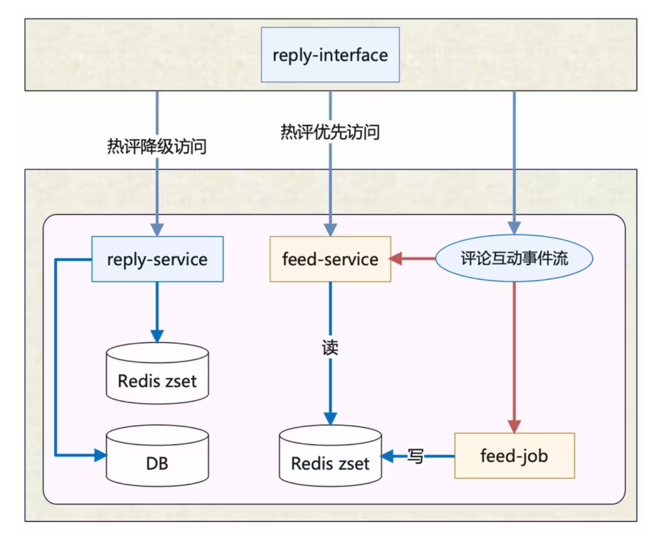 reply-interface
热评降级访问
热评优先访问
reply-service
feed-service
评论互动事件流
读
Redis zset
DB
Redis zset
写
feed-job